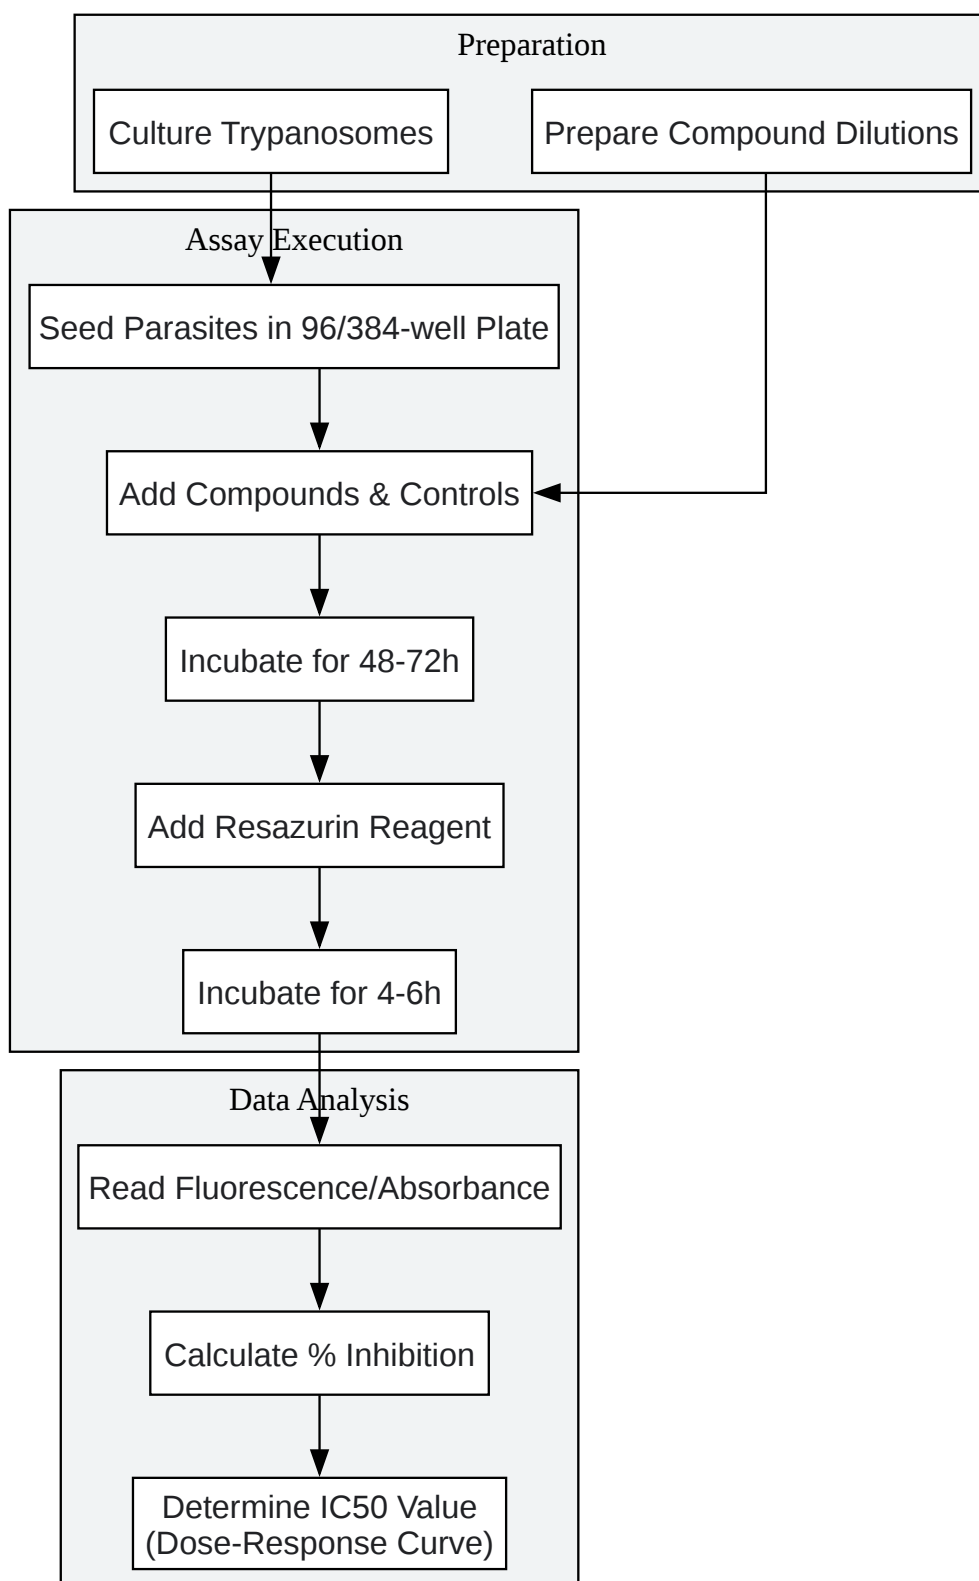 Preparation
Culture Trypanosomes
Prepare Compound Dilutions
Assay Execution
Seed Parasites in 96/384-well Plate
Add Compounds & Controls
Incubate for 48-72h
Add Resazurin Reagent
Incubate for 4-6h
Data Analysis
Read Fluorescence/Absorbance
Calculate % Inhibition
Determine IC50 Value
(Dose-Response Curve)